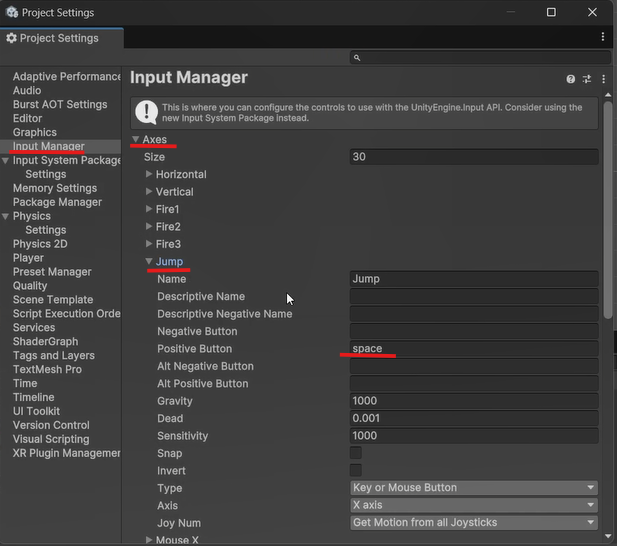 Project Settings
Project Settings
Adaptive Performance
Audio
Burst AOT Settings
Editor
Graphics
Input Manager
Input System Package
Settings
Memory Settings
Package Manager
Physics
Settings
Physics 2D
Player
Preset Manager
Quality
Scene Template
Script Execution Orde
Services
ShaderGraph
Tags and Layers
TextMesh Pro
Time
Timeline
UI Toolkit
Version Control
Visual Scripting
XR Plugin Managemer
Input Manager
This is where you can configure the controls to use with the UnityEngine.Input API. Consider using the
new Input System Package instead.
Axes
Size 30
Horizontal
Vertical
Fire1
Fire2
Fire3
Jump
Name Jump
Descriptive Name
Descriptive Negative Name
Negative Button
Positive Button space
Alt Negative Button
Alt Positive Button
Gravity 1000
Dead 0.001
Sensitivity 1000
Snap
Invert
Type Key or Mouse Button
Axis X axis
Joy Num Get Motion from all Joysticks
Mouse X